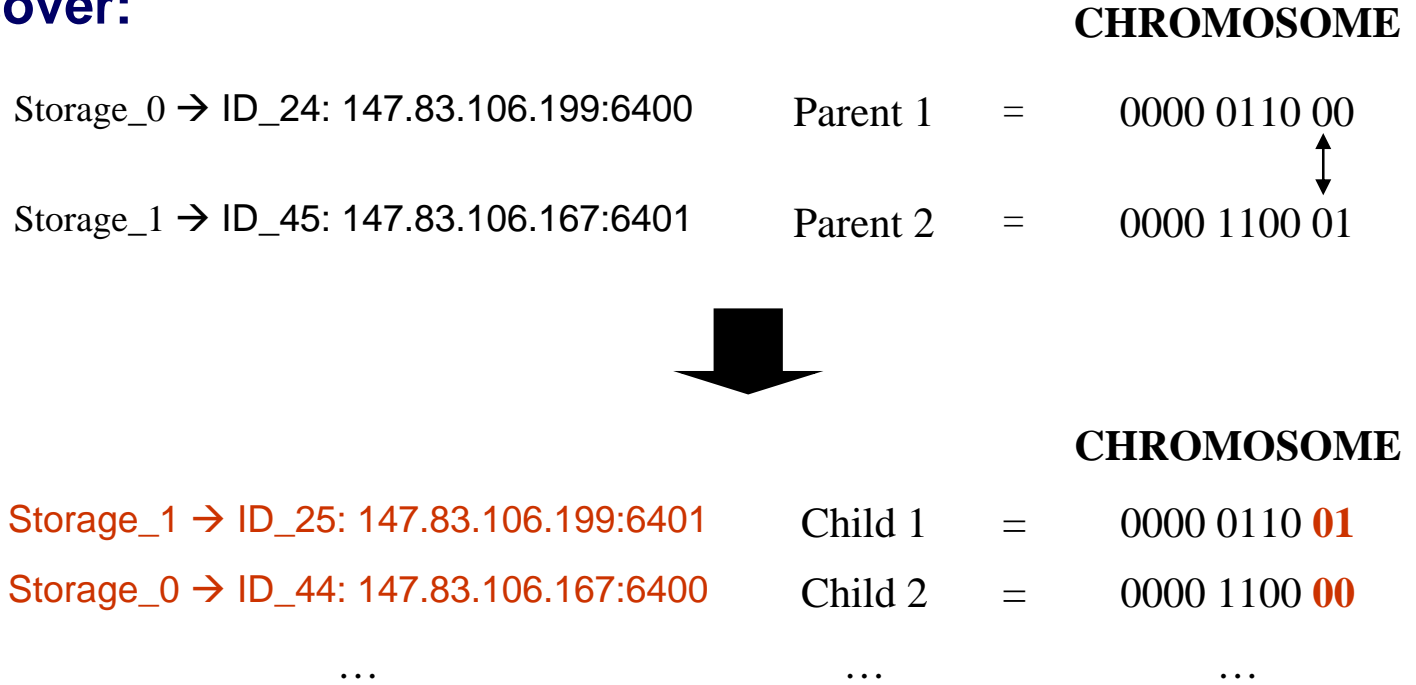 over:
CHROMOSOME
Storage_0 → ID_24: 147.83.106.199:6400 Parent 1 = 0000 0110 00
Storage_1 → ID_45: 147.83.106.167:6401 Parent 2 = 0000 1100 01
CHROMOSOME
Storage_1 → ID_25: 147.83.106.199:6401 Child 1 = 0000 0110 01
Storage_0 → ID_44: 147.83.106.167:6400 Child 2 = 0000 1100 00
… … …